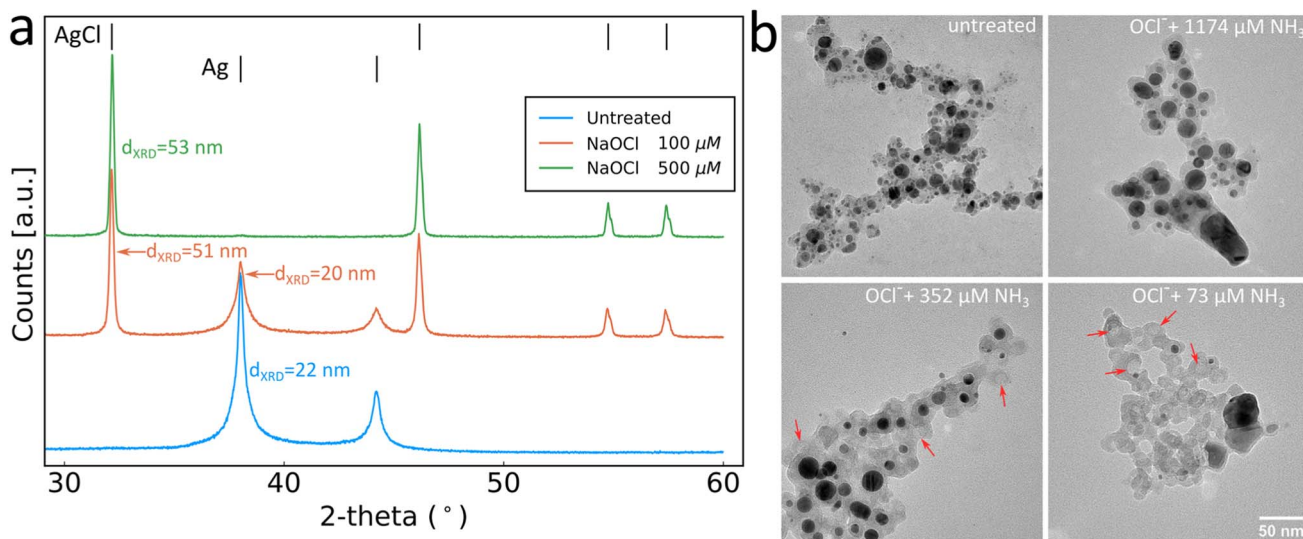 a
AgCl
Ag
Untreated
NaOCl 100 μM
NaOCl 500 μM
d_XRD=53 nm
d_XRD=51 nm
d_XRD=20 nm
d_XRD=22 nm
Counts [a.u.]
30 40 50 60
2-theta (°)
b
untreated
OCl⁻+ 1174 μM NH₃
OCl⁻+ 352 μM NH₃
OCl⁻+ 73 μM NH₃
50 nm